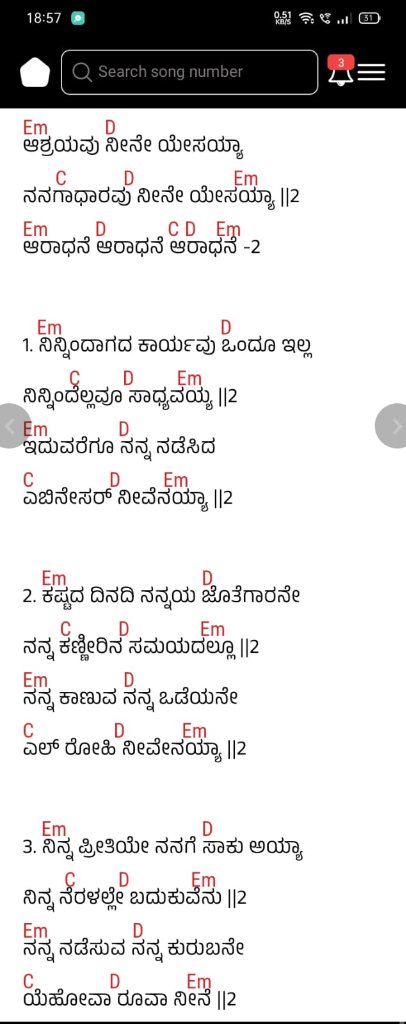 18:57 0.51 KB/S 31
Search song number 3
Em D
ಆಶ್ರಯವು ನೀನೇ ಯೇಸಯ್ಯಾ
C D Em
ನನಗಾಧಾರವು ನೀನೇ ಯೇಸಯ್ಯಾ ||2
Em D C D Em
ಆರಾಧನೆ ಆರಾಧನೆ ಆರಾಧನೆ -2
Em D
1. ನಿನ್ನಿಂದಾಗದ ಕಾರ್ಯವು ಒಂದೂ ಇಲ್ಲ
C D Em
ನಿನ್ನಿಂದೆಲ್ಲವೂ ಸಾಧ್ಯವಯ್ಯ ||2
Em D
ಇದುವರೆಗೂ ನನ್ನ ನಡೆಸಿದ
C D Em
ಎಬಿನೇಸರ್ ನೀವೆನಯ್ಯಾ ||2
Em D
2. ಕಷ್ಟದ ದಿನದಿ ನನ್ನಯ ಜೊತೆಗಾರನೇ
C D Em
ನನ್ನ ಕಣ್ಣೀರಿನ ಸಮಯದಲ್ಲೂ ||2
Em D
ನನ್ನ ಕಾಣುವ ನನ್ನ ಒಡೆಯನೇ
C D Em
ಎಲ್ ರೋಹಿ ನೀವೇನಯ್ಯಾ ||2
Em D
3. ನಿನ್ನ ಪ್ರೀತಿಯೇ ನನಗೆ ಸಾಕು ಅಯ್ಯಾ
C D Em
ನಿನ್ನ ನೆರಳಲ್ಲೇ ಬದುಕುವೆನು ||2
Em D
ನನ್ನ ನಡೆಸುವ ನನ್ನ ಕುರುಬನೇ
C D Em
ಯೆಹೋವಾ ರೂವಾ ನೀನೆ ||2